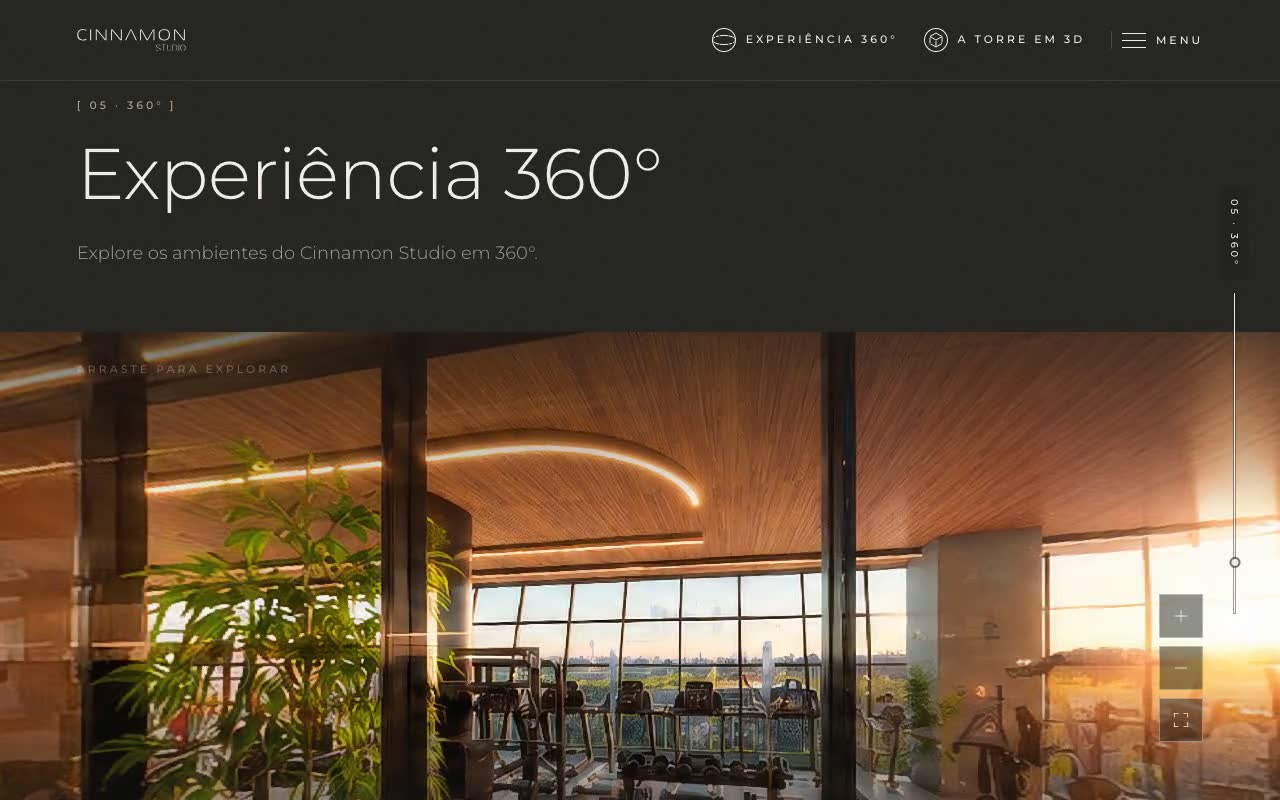 CINNAMON
STUDIO
EXPERIÊNCIA 360°
A TORRE EM 3D
MENU
[ 05 · 360° ]
Experiência 360°
Explore os ambientes do Cinnamon Studio em 360°.
05 · 360°
ARRASTE PARA EXPLORAR